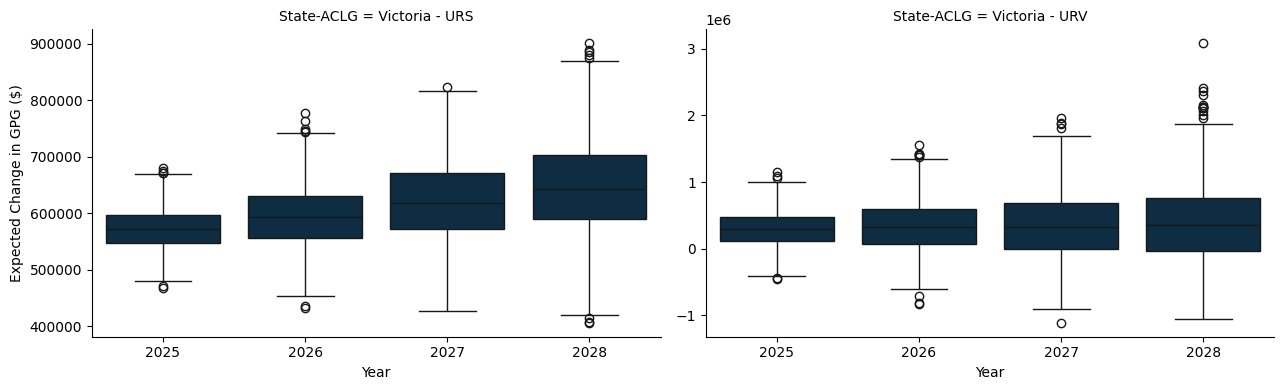 State-ACLG = Victoria - URS
Expected Change in GPG ($)
900000
800000
700000
600000
500000
400000
2025 2026 2027 2028
Year
State-ACLG = Victoria - URV
1e6
3
2
1
0
−1
2025 2026 2027 2028
Year